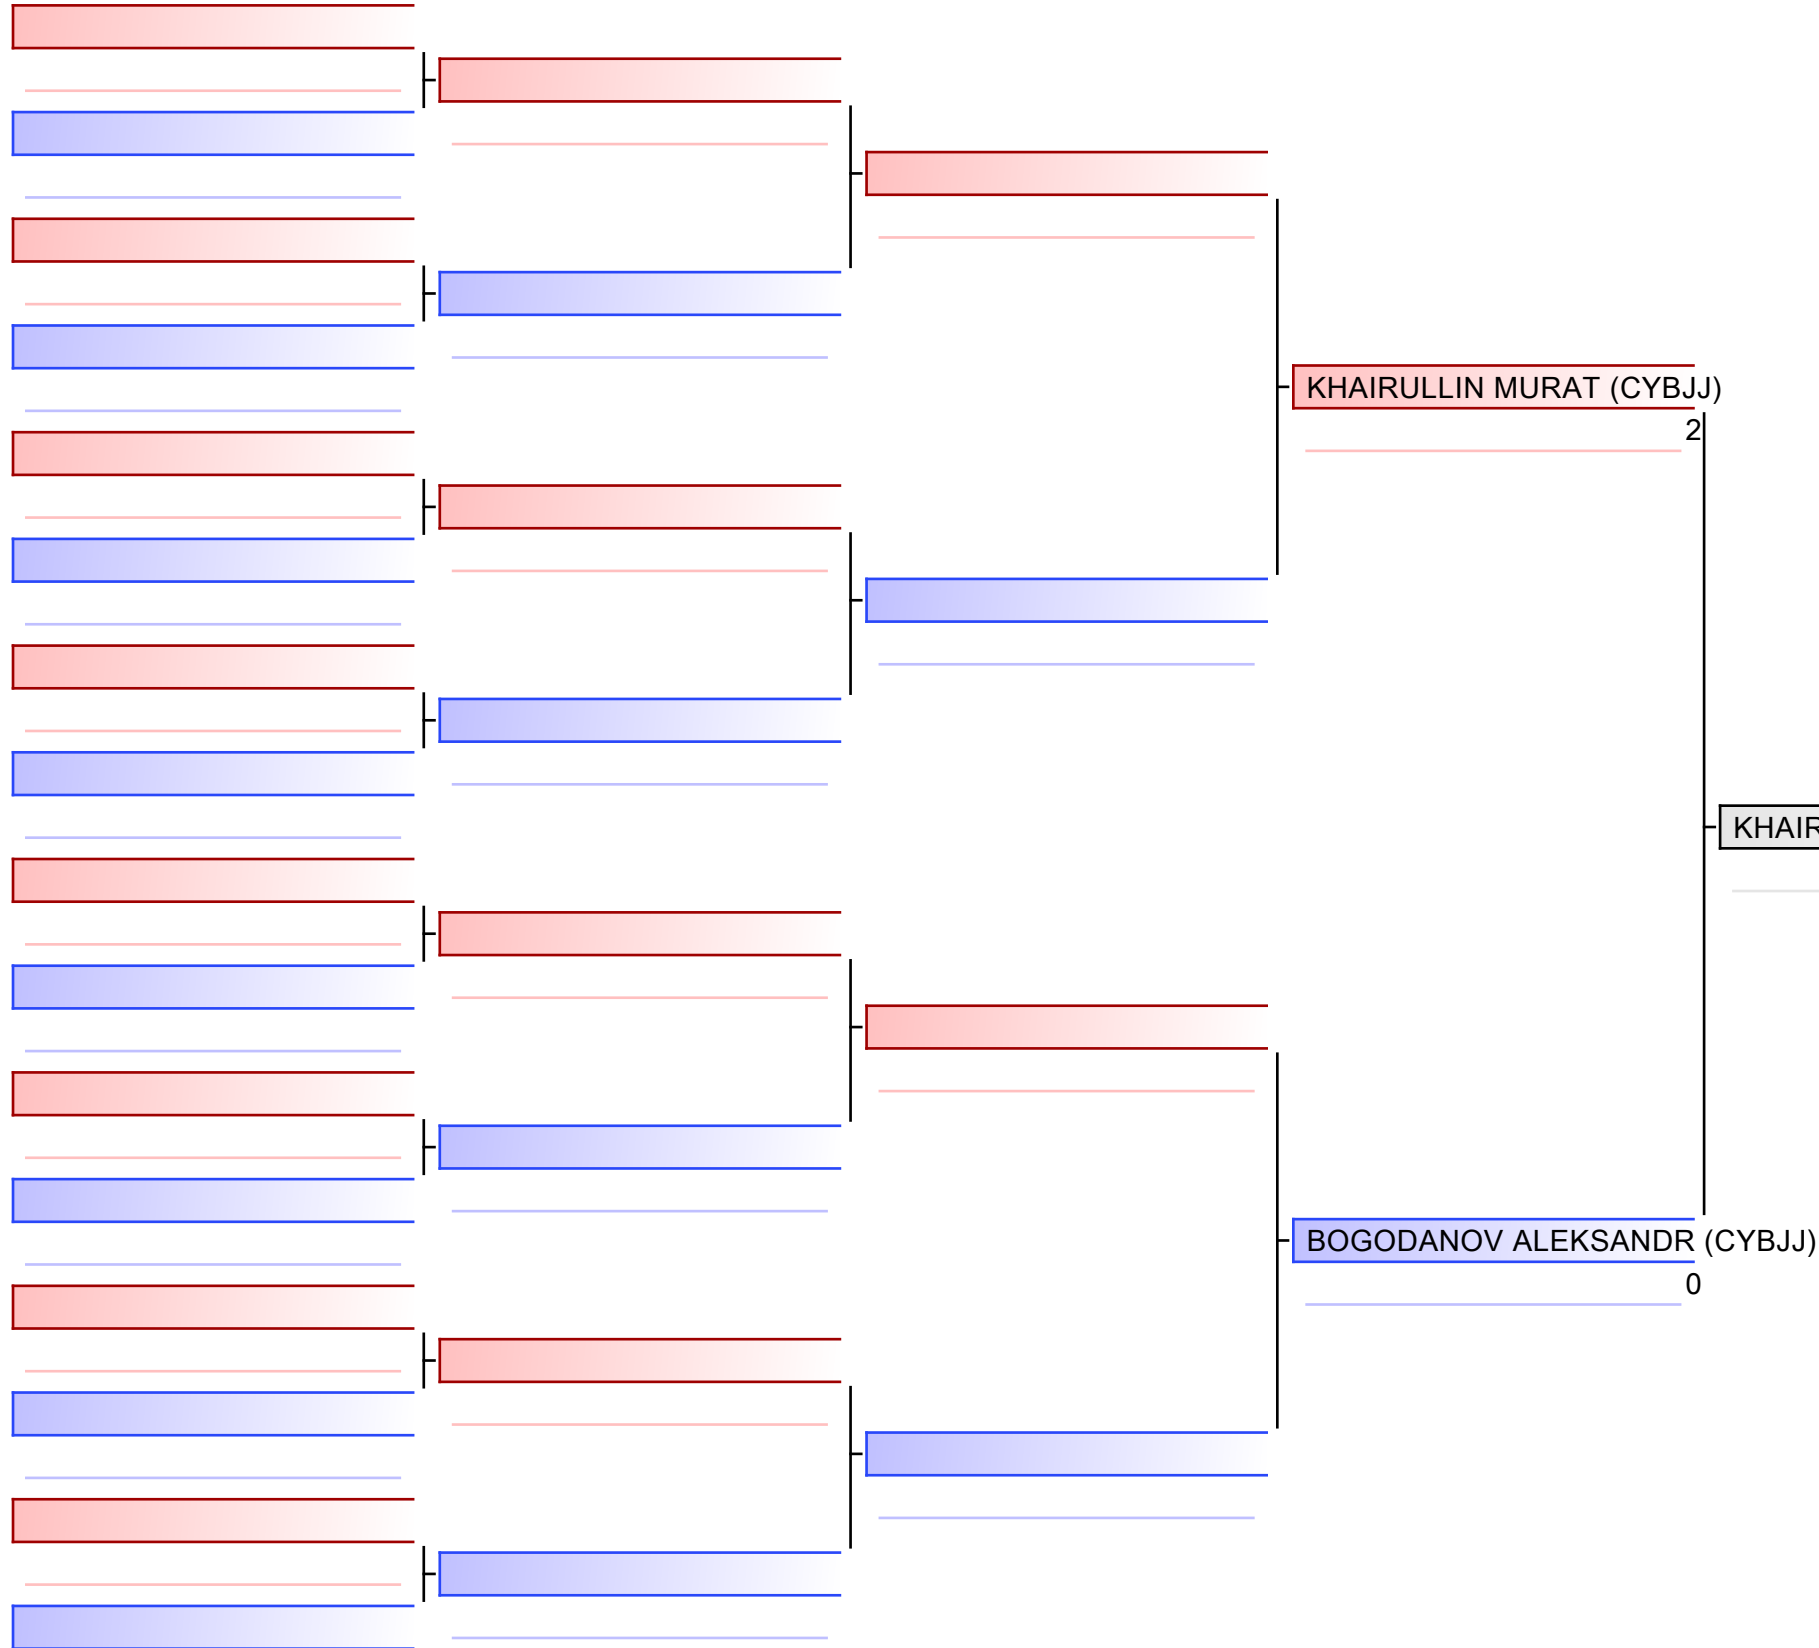 KHAIRULLIN MURAT (CYBJJ)
2
KHAIR
BOGODANOV ALEKSANDR (CYBJJ)
0